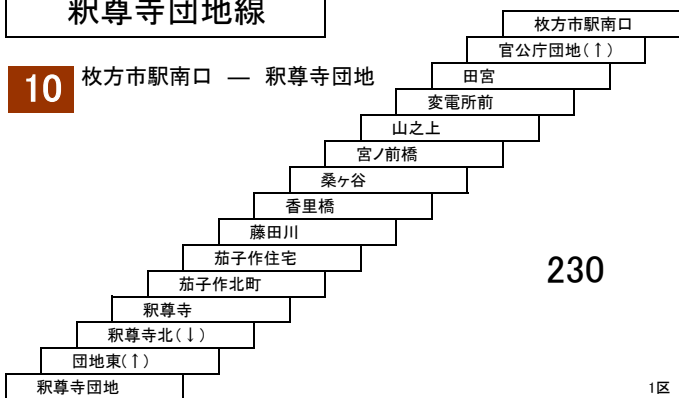 釈尊寺団地線
10 枚方市駅南口 ― 釈尊寺団地
枚方市駅南口
官公庁団地(↑)
田宮
変電所前
山之上
宮ノ前橋
桑ヶ谷
香里橋
藤田川
茄子作住宅
茄子作北町
釈尊寺
釈尊寺北(↓)
団地東(↑)
釈尊寺団地
230
1区